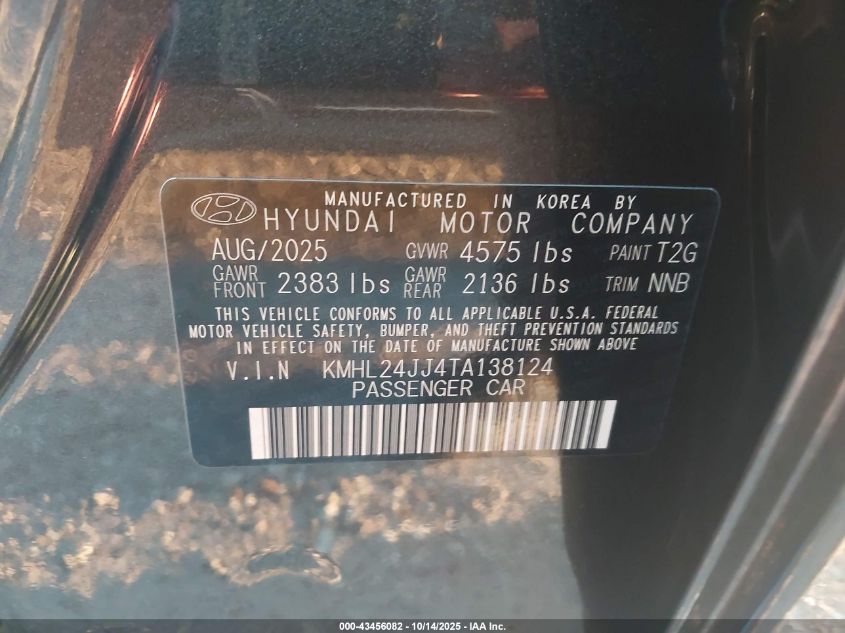 MANUFACTURED IN KOREA BY
HYUNDAI MOTOR COMPANY
AUG/2025 GVWR 4575 lbs PAINT T2G
GAWR FRONT 2383 lbs GAWR REAR 2136 lbs TRIM NNB
THIS VEHICLE CONFORMS TO ALL APPLICABLE U.S.A. FEDERAL
MOTOR VEHICLE SAFETY, BUMPER, AND THEFT PREVENTION STANDARDS
IN EFFECT ON THE DATE OF MANUFACTURE SHOWN ABOVE
V.I.N KMHL24JJ4TA138124
PASSENGER CAR
000-43456082 - 10/14/2025 - IAA Inc.